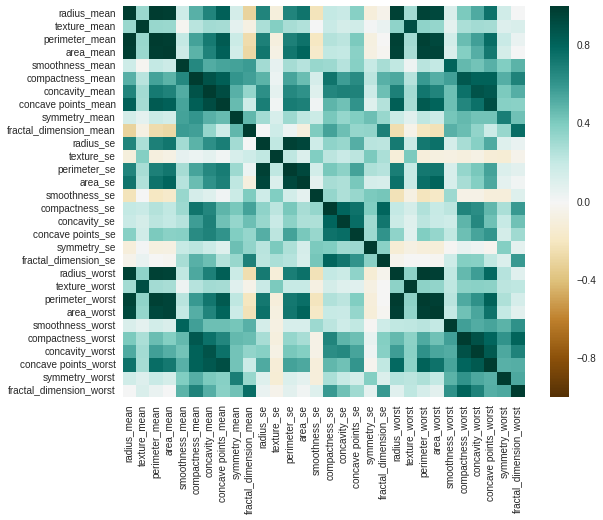 radius_mean
texture_mean
perimeter_mean
area_mean
smoothness_mean
compactness_mean
concavity_mean
concave points_mean
symmetry_mean
fractal_dimension_mean
radius_se
texture_se
perimeter_se
area_se
smoothness_se
compactness_se
concavity_se
concave points_se
symmetry_se
fractal_dimension_se
radius_worst
texture_worst
perimeter_worst
area_worst
smoothness_worst
compactness_worst
concavity_worst
concave points_worst
symmetry_worst
fractal_dimension_worst
radius_mean
texture_mean
perimeter_mean
area_mean
smoothness_mean
compactness_mean
concavity_mean
concave points_mean
symmetry_mean
fractal_dimension_mean
radius_se
texture_se
perimeter_se
area_se
smoothness_se
compactness_se
concavity_se
concave points_se
symmetry_se
fractal_dimension_se
radius_worst
texture_worst
perimeter_worst
area_worst
smoothness_worst
compactness_worst
concavity_worst
concave points_worst
symmetry_worst
fractal_dimension_worst
0.8
0.4
0.0
−0.4
−0.8